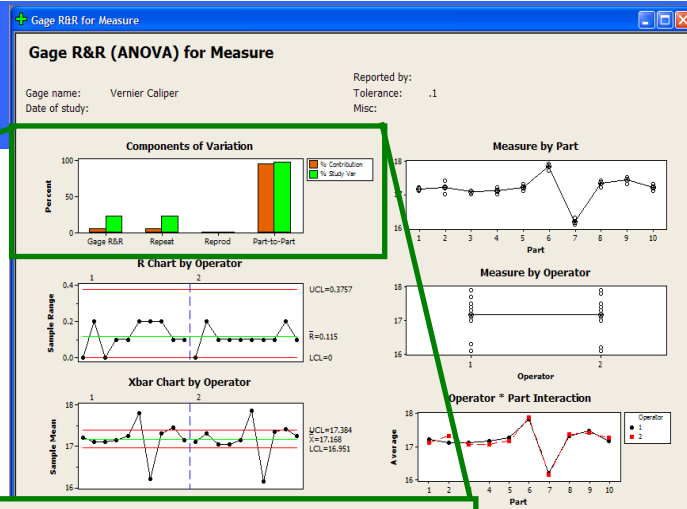 Gage R&R for Measure
Gage R&R (ANOVA) for Measure
Reported by:
Gage name: Vernier Caliper
Tolerance: .1
Date of study:
Misc:
Components of Variation
100
50
0
Percent
Gage R&R Repeat Reprod Part-to-Part
% Contribution
% Study Var
Measure by Part
18
17
16
1 2 3 4 5 6 7 8 9 10
Part
R Chart by Operator
1 2
0.4
0.2
0.0
Sample Range
UCL=0.3757
R=0.115
LCL=0
Measure by Operator
18
17
16
1 2
Operator
Xbar Chart by Operator
1 2
18
17
16
Sample Mean
UCL=17.384
X=17.168
LCL=16.951
Operator * Part Interaction
18
17
16
Average
1 2 3 4 5 6 7 8 9 10
Part
Operator
1
2